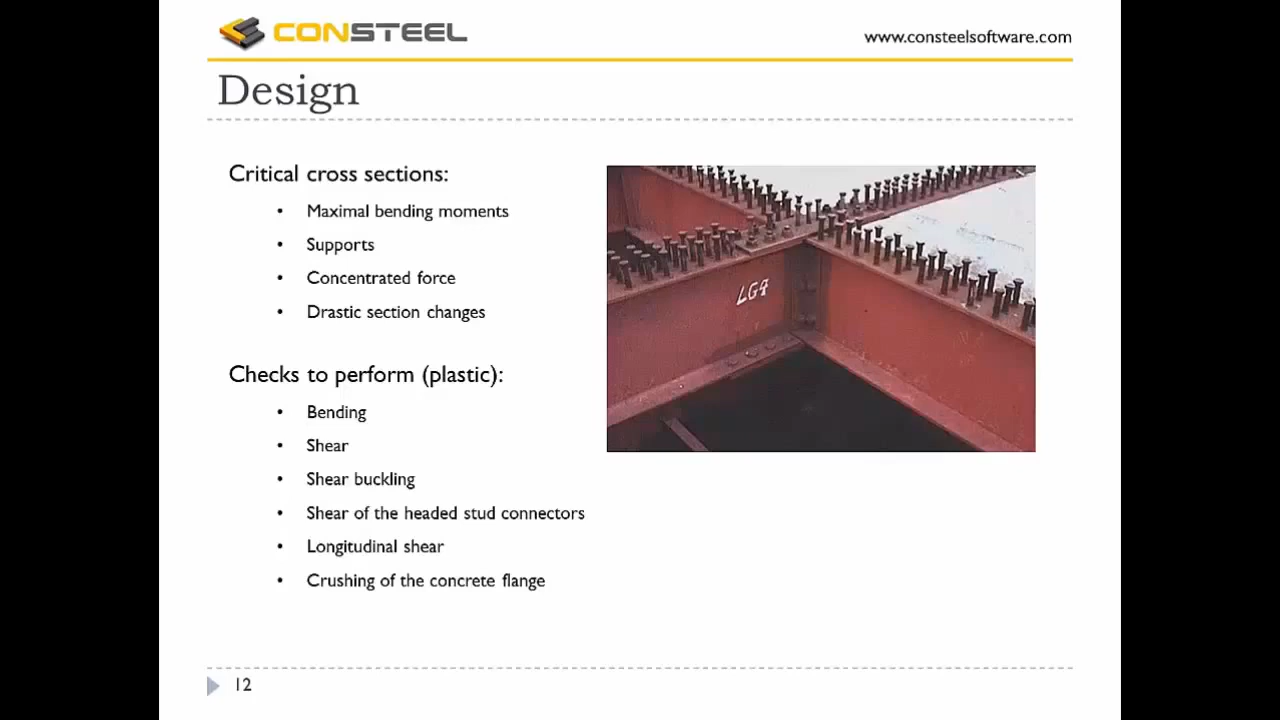 CONSTEEL
www.consteelsoftware.com
Design
Critical cross sections:
• Maximal bending moments
• Supports
• Concentrated force
• Drastic section changes
LG4
Checks to perform (plastic):
• Bending
• Shear
• Shear buckling
• Shear of the headed stud connectors
• Longitudinal shear
• Crushing of the concrete flange
12